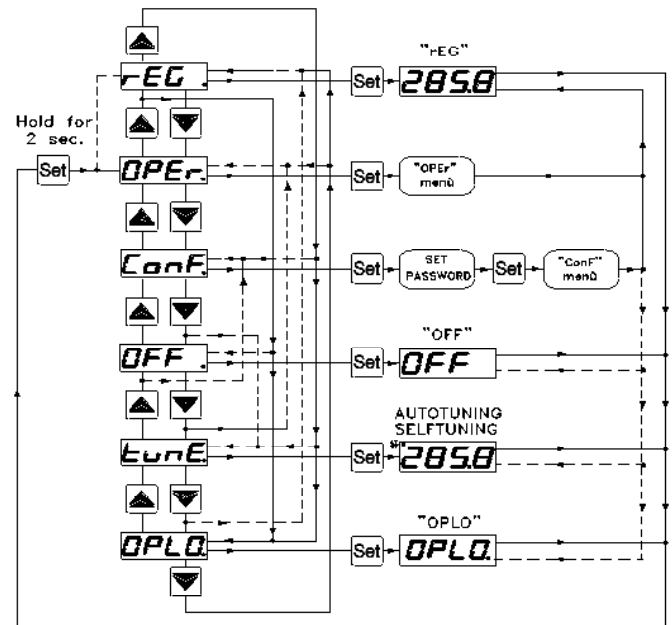 "rEG"
rEG .
Set
285.8
Hold for
2 sec.
Set
OPEr.
Set
"OPEr"
menù
ConF.
Set
SET
PASSWORD
Set
"ConF"
menù
"OFF"
OFF .
Set
OFF
AUTOTUNING
SELFTUNING
tunE.
Set
285.8
"OPLO"
OPLO.
Set
OPLO.